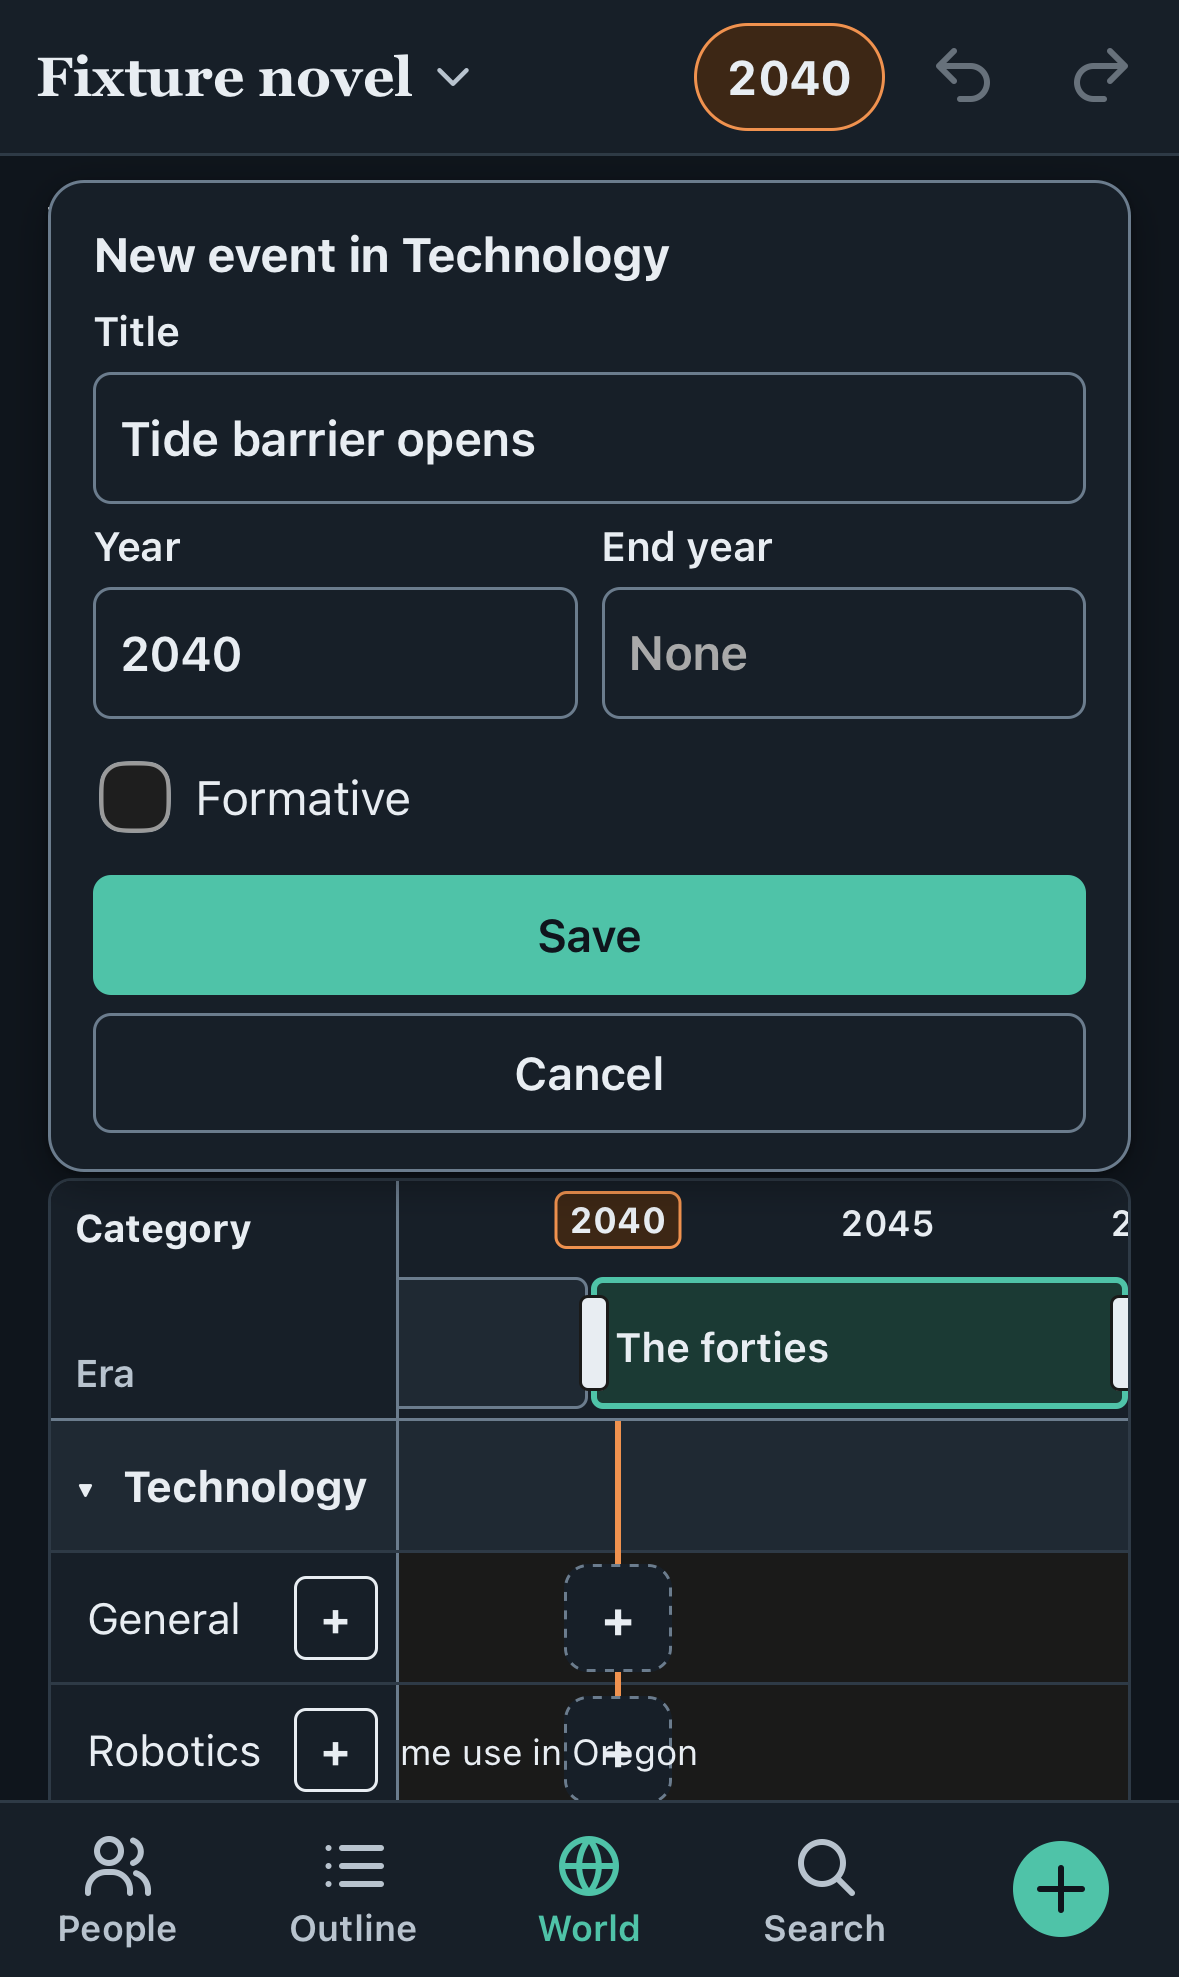 Fixture novel
2040
New event in Technology
Title
Tide barrier opens
Year
End year
2040
None
Formative
Save
Cancel
Category
2040
2045
2
Era
The forties
Technology
General
+
+
Robotics
+
me use in Oregon
+
People
Outline
World
Search